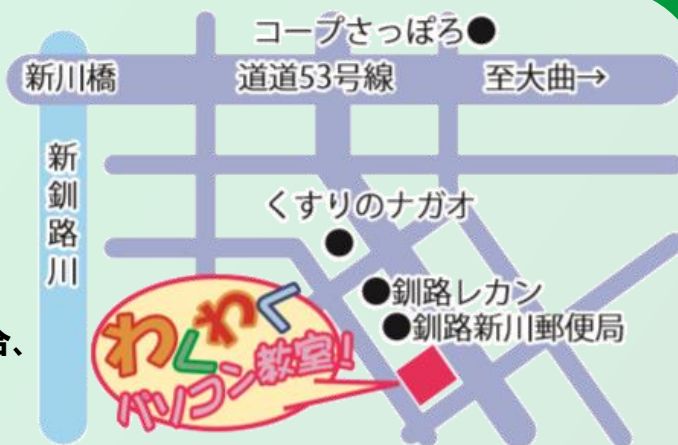 コープさっぽろ●
新川橋 道道53号線 至大曲→
新釧路川
くすりのナガオ
●
●釧路レカン
●釧路新川郵便局
わくわく
パソコン教室!
合、